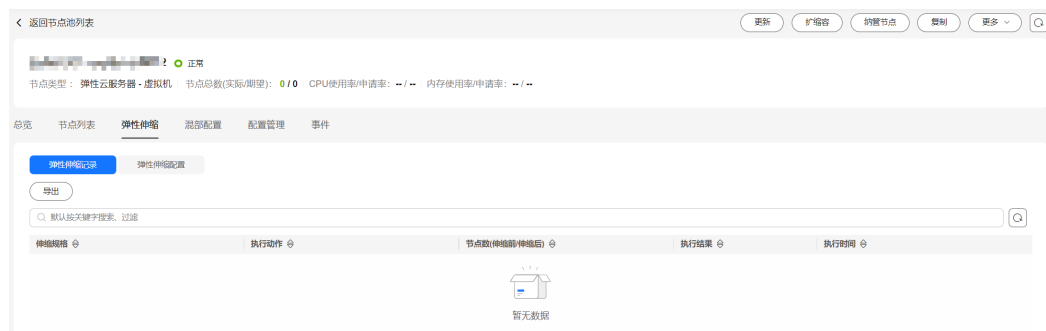 返回节点池列表 更新 扩缩容 纳管节点 复制 更多
2 正常
节点类型： 弹性云服务器 - 虚拟机 节点总数(实际/期望)： 0 / 0 CPU使用率/申请率： -- / -- 内存使用率/申请率： -- / --
总览 节点列表 弹性伸缩 混部配置 配置管理 事件
弹性伸缩记录 弹性伸缩配置
导出
默认按关键字搜索、过滤
伸缩规格 执行动作 节点数(伸缩前/伸缩后) 执行结果 执行时间
暂无数据